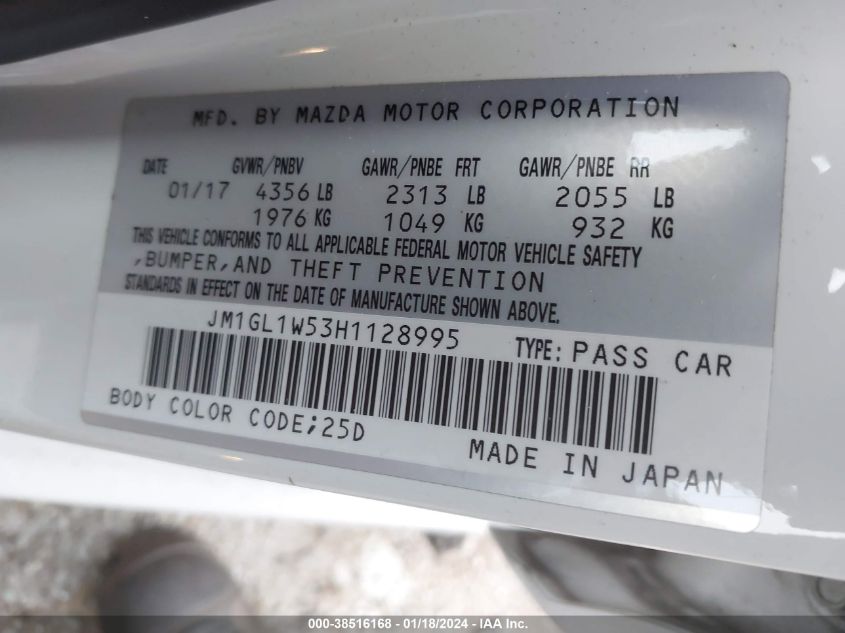 MFD. BY MAZDA MOTOR CORPORATION
DATE GVWR/PNBV GAWR/PNBE FRT GAWR/PNBE RR
01/17 4356 LB 2313 LB 2055 LB
1976 KG 1049 KG 932 KG
THIS VEHICLE CONFORMS TO ALL APPLICABLE FEDERAL MOTOR VEHICLE SAFETY
,BUMPER,AND THEFT PREVENTION
STANDARDS IN EFFECT ON THE DATE OF MANUFACTURE SHOWN ABOVE.
JM1GL1W53H1128995 TYPE: PASS CAR
BODY COLOR CODE;25D
MADE IN JAPAN
000-38516168 - 01/18/2024 - IAA Inc.